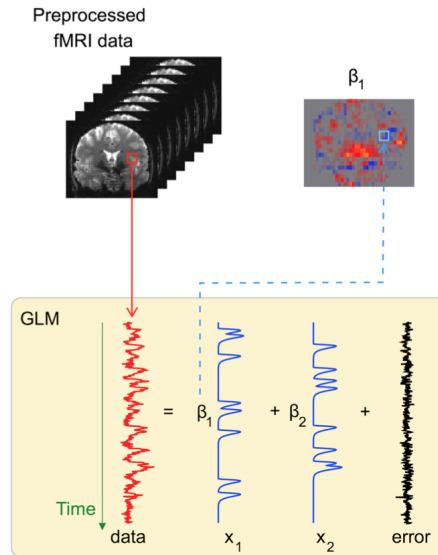 Preprocessed
fMRI data
β₁
GLM
= β₁ + β₂ +
Time
data x₁ x₂ error